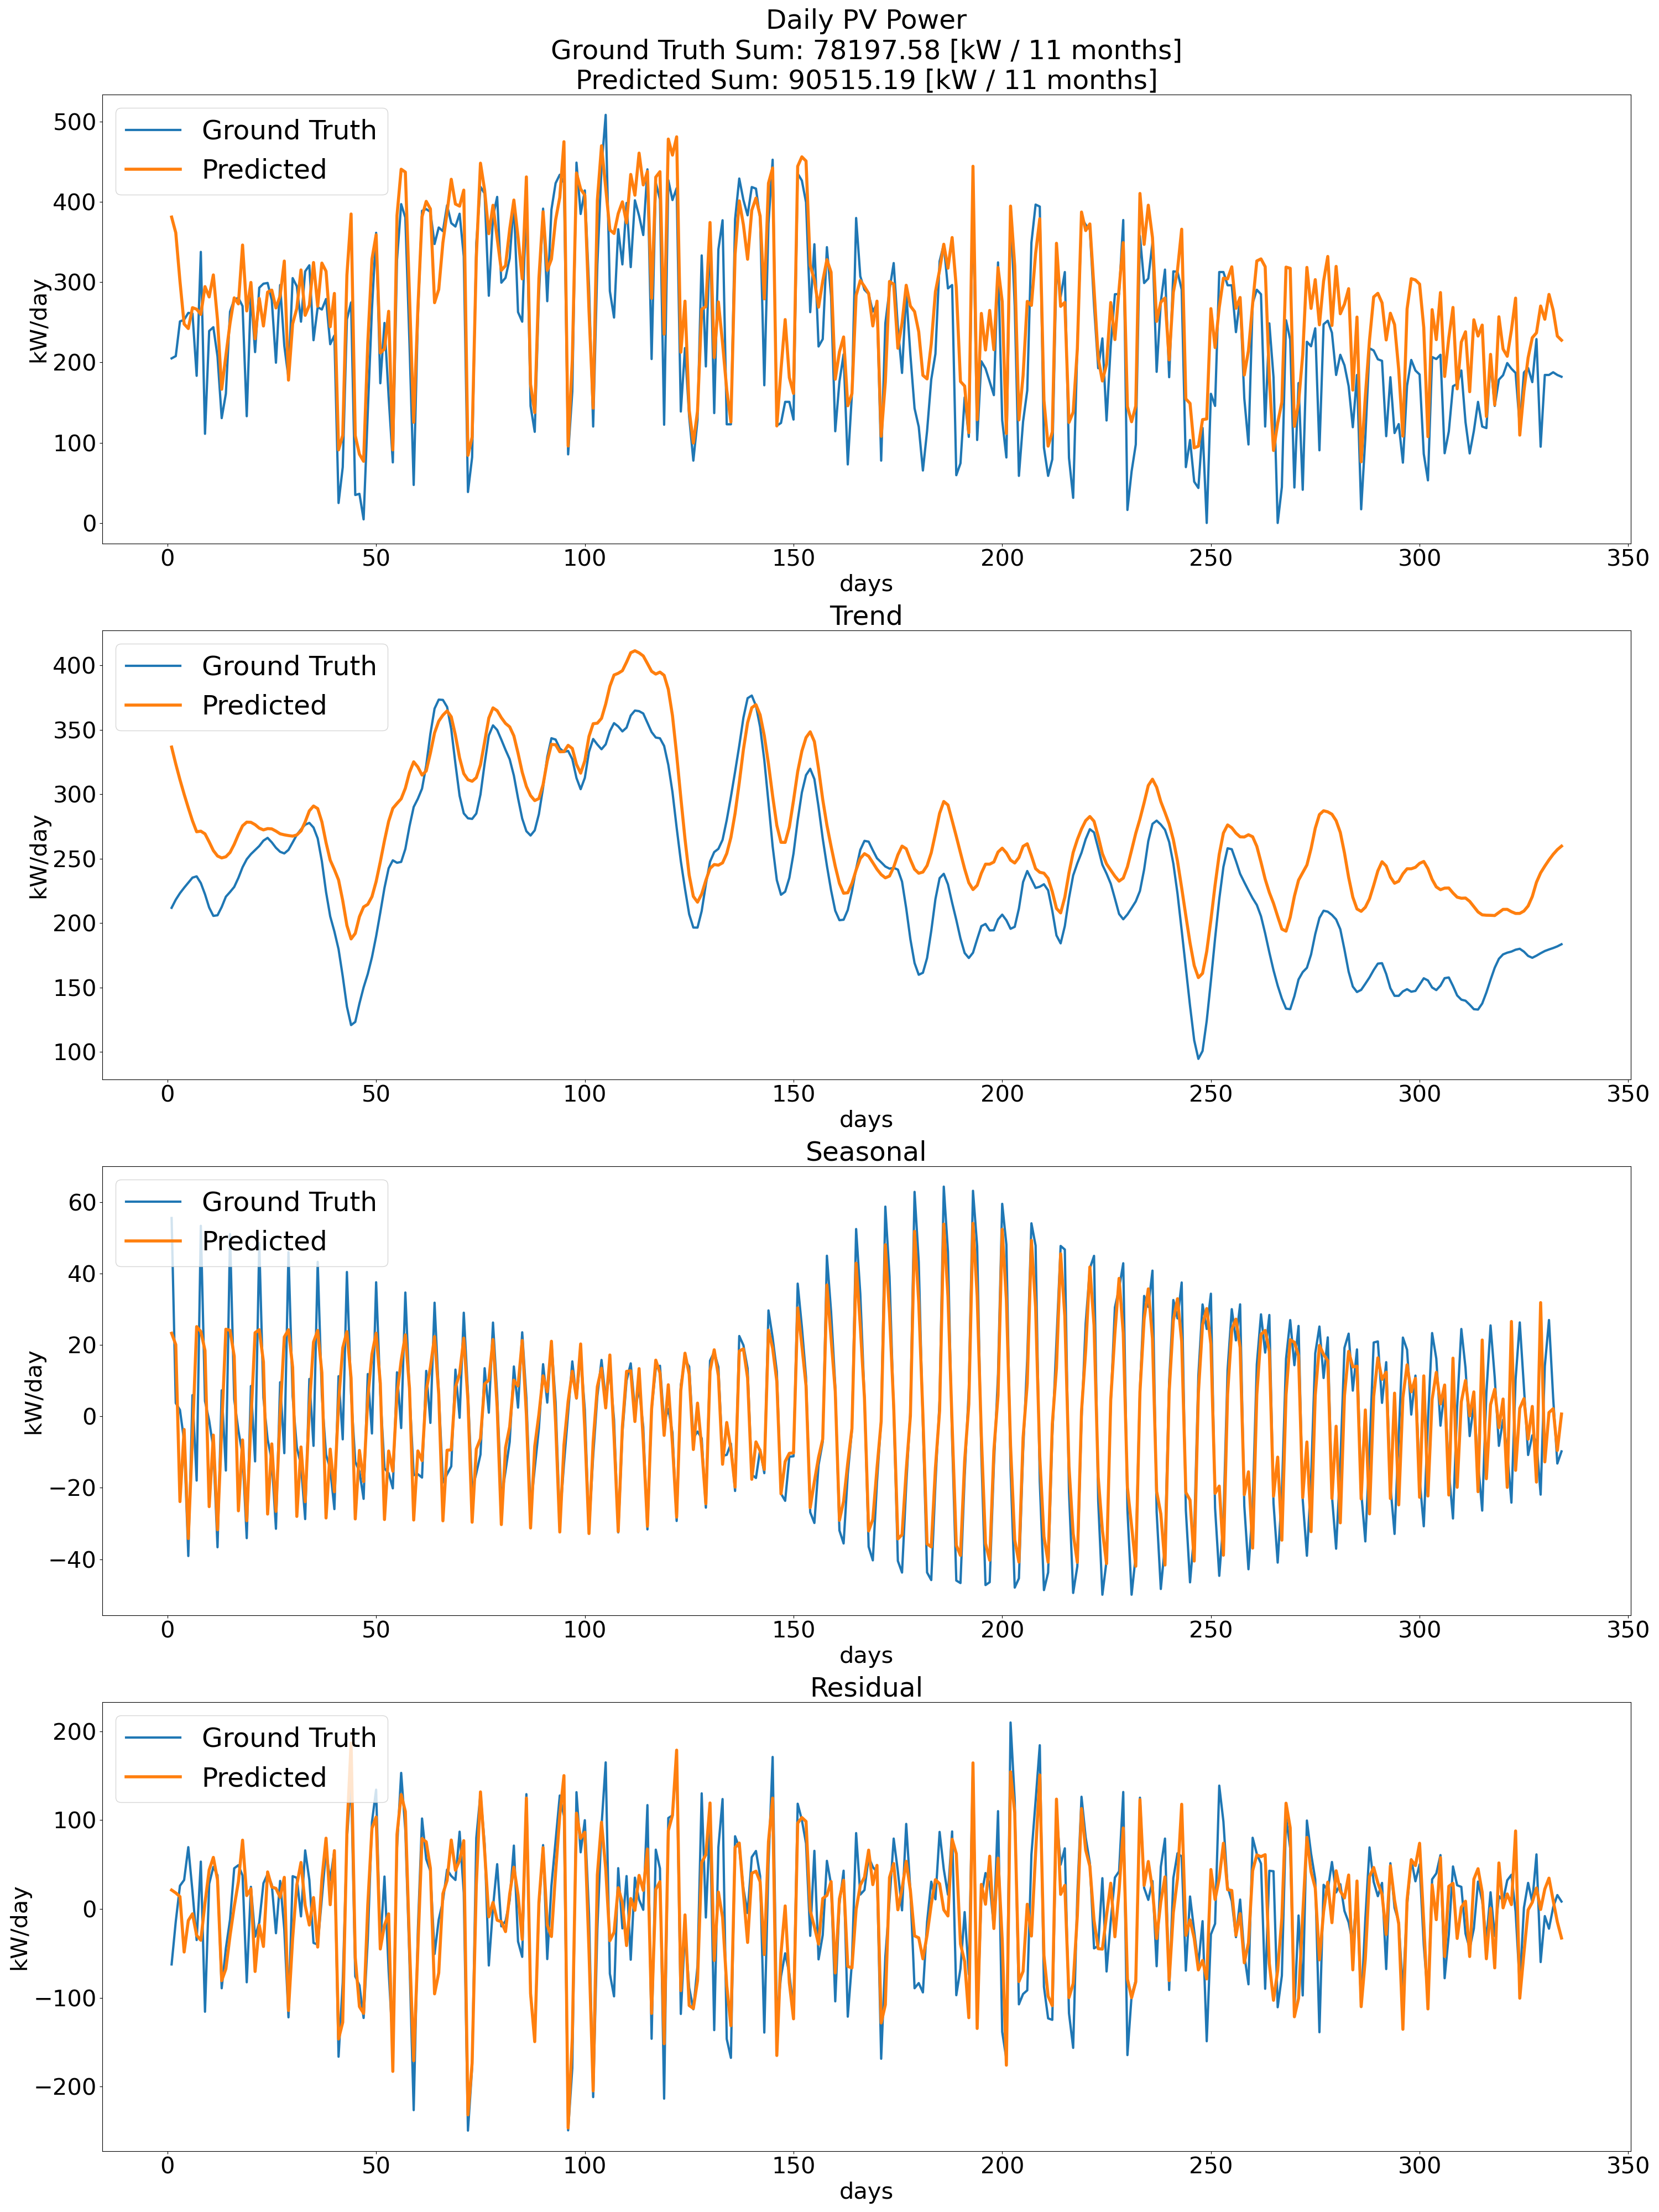 Daily PV Power
Ground Truth Sum: 78197.58 [kW / 11 months]
Predicted Sum: 90515.19 [kW / 11 months]
Ground Truth
Predicted
kW/day
500
400
300
200
100
0
0 50 100 150 200 250 300 350
days
Trend
Ground Truth
Predicted
kW/day
400
350
300
250
200
150
100
0 50 100 150 200 250 300 350
days
Seasonal
Ground Truth
Predicted
kW/day
60
40
20
0
−20
−40
0 50 100 150 200 250 300 350
days
Residual
Ground Truth
Predicted
kW/day
200
100
0
−100
−200
0 50 100 150 200 250 300 350
days